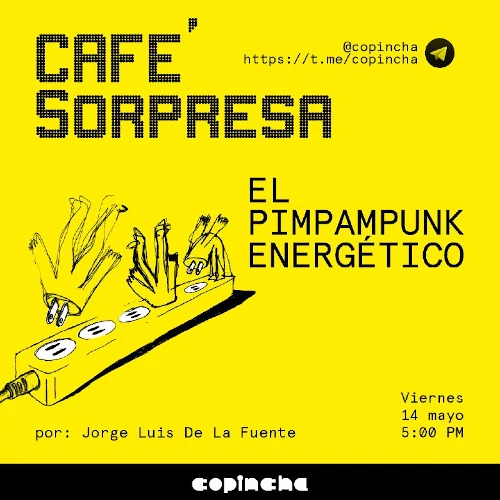 CAFE´
SORPRESA
@copincha
https://t.me/copincha
EL
PIMPAMPUNK
ENERGÉTICO
Viernes
14 mayo
5:00 PM
por: Jorge Luis De La Fuente
copincha